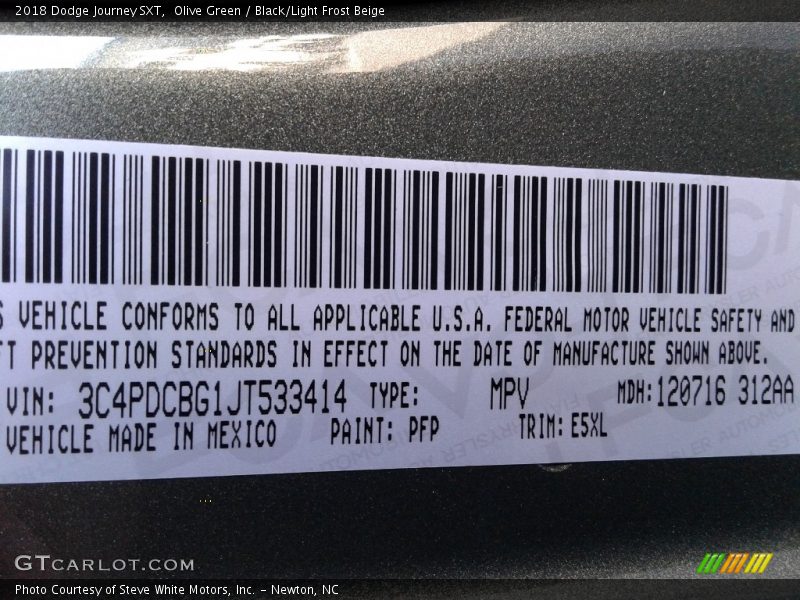 2018 Dodge Journey SXT, Olive Green / Black/Light Frost Beige
VEHICLE CONFORMS TO ALL APPLICABLE U.S.A. FEDERAL MOTOR VEHICLE SAFETY AND
PREVENTION STANDARDS IN EFFECT ON THE DATE OF MANUFACTURE SHOWN ABOVE.
VIN: 3C4PDCBG1JT533414 TYPE: MPV MDH: 120716 312AA
VEHICLE MADE IN MEXICO PAINT: PFP TRIM: E5XL
GTCARLOT.COM
Photo Courtesy of Steve White Motors, Inc. – Newton, NC